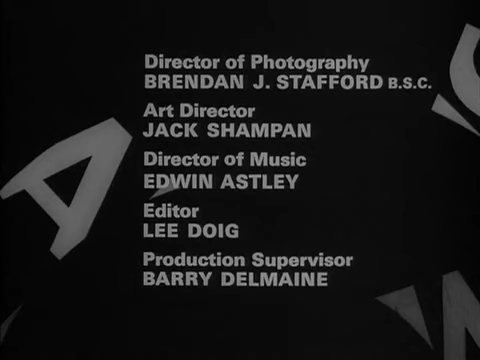 Director of Photography
BRENDAN J. STAFFORD B.S.C.
Art Director
JACK SHAMPAN
Director of Music
EDWIN ASTLEY
Editor
LEE DOIG
Production Supervisor
BARRY DELMAINE
A